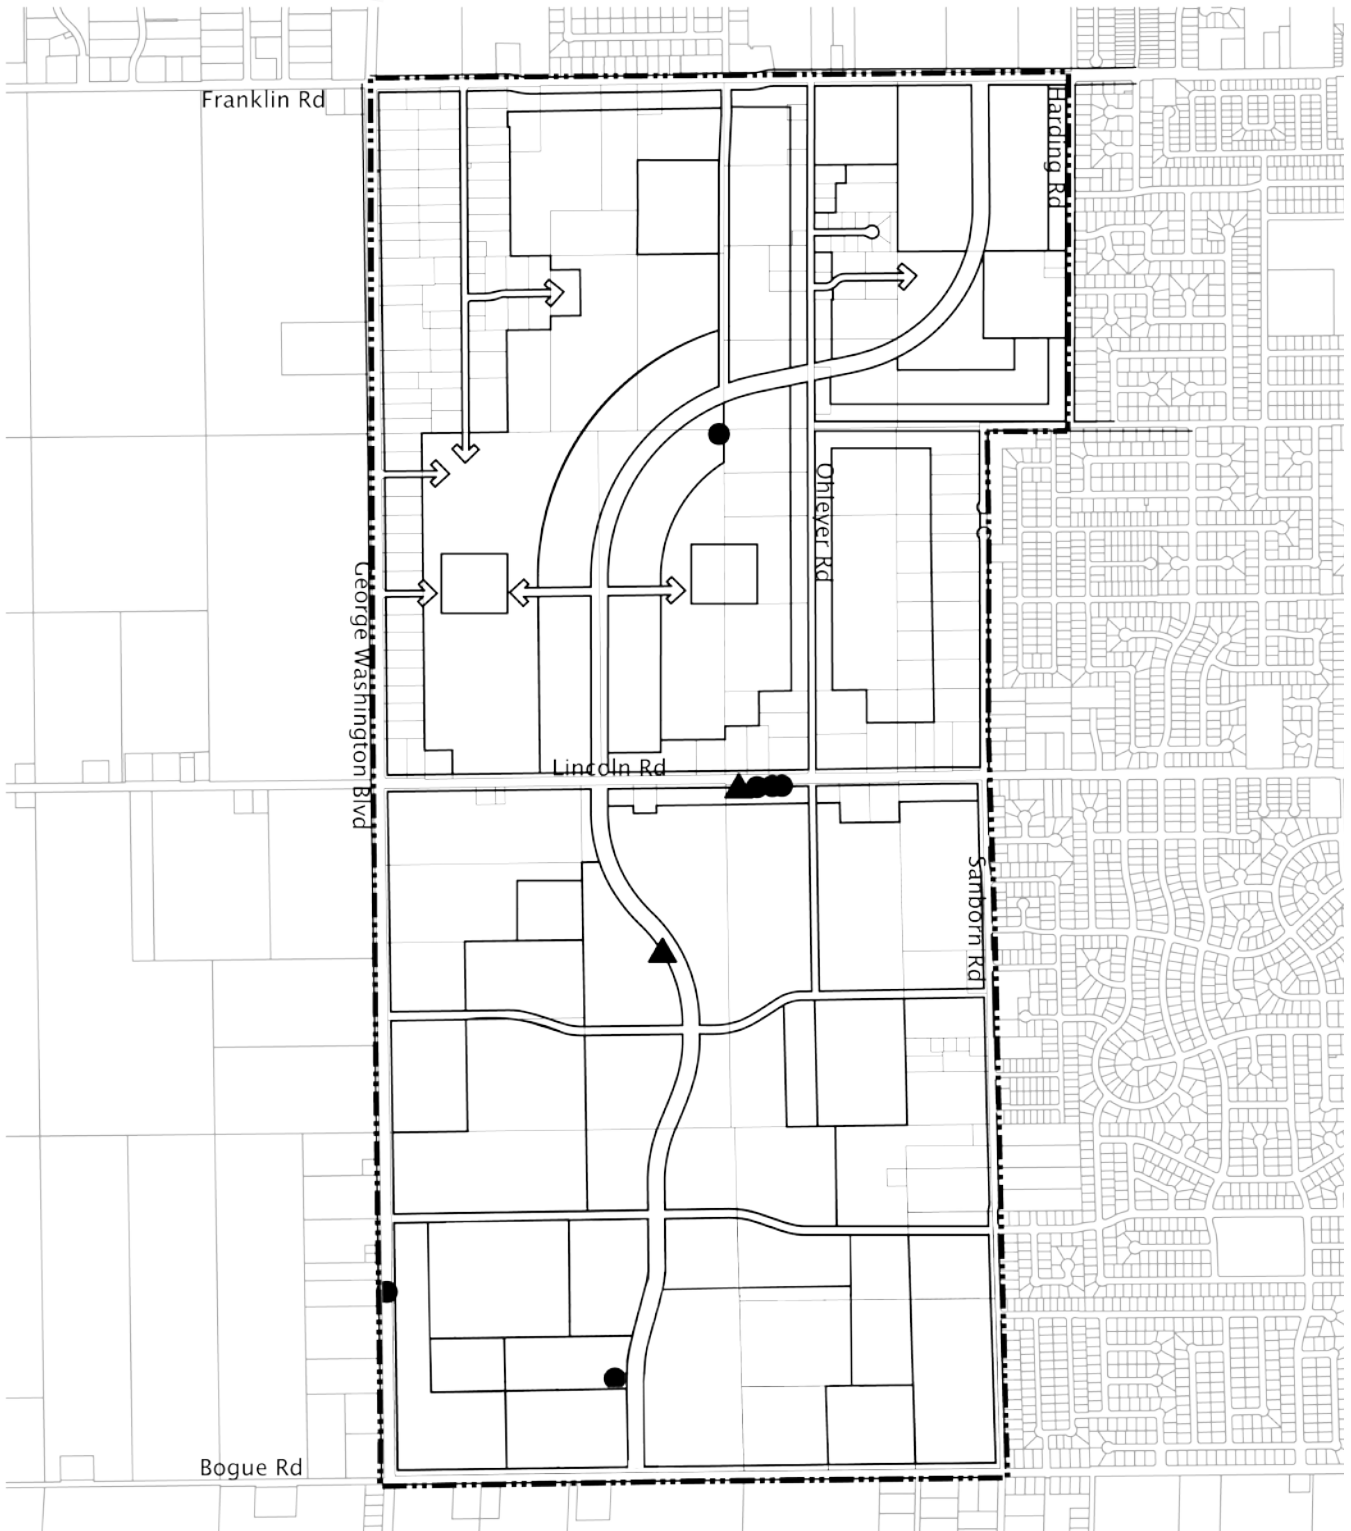 Franklin Rd
Harding Rd
Ohleyer Rd
George Washington Blvd
Lincoln Rd
Sanborn Rd
Bogue Rd